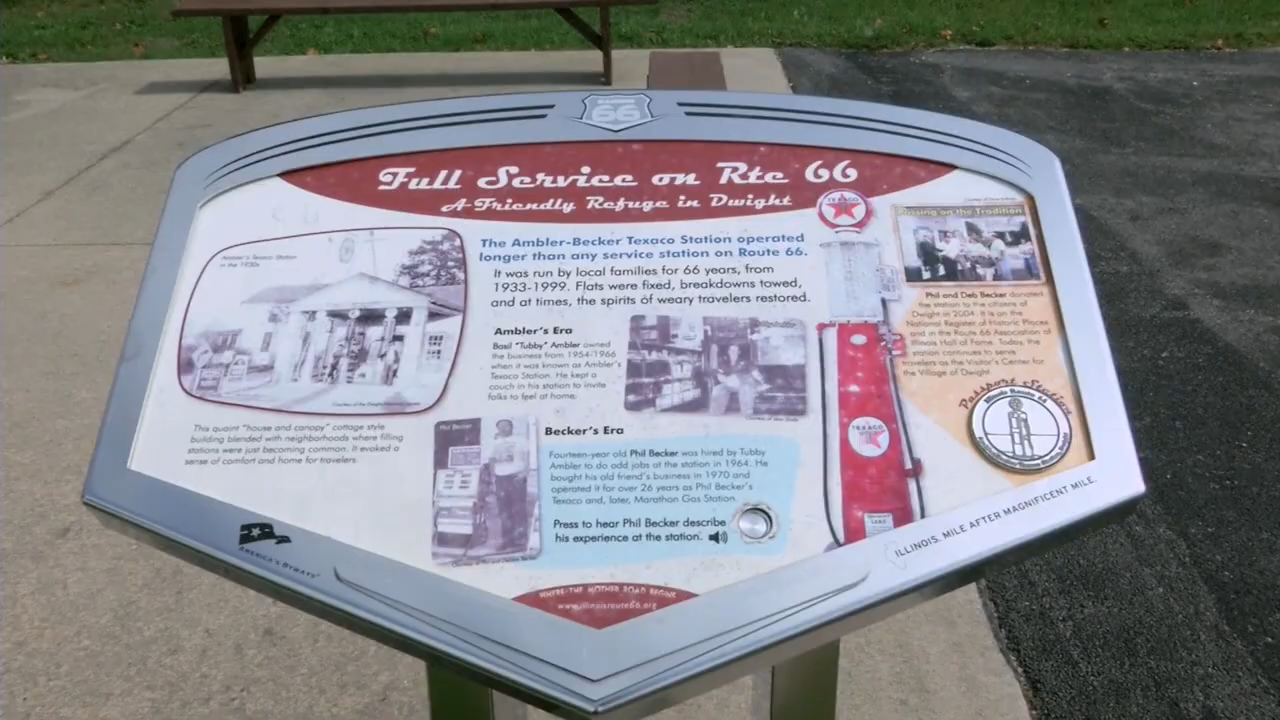 66
Full Service on Rte 66
A Friendly Refuge in Dwight
TEXACO
Ambler's Texaco Station
in the 1930s
The Ambler-Becker Texaco Station operated
longer than any service station on Route 66.
It was run by local families for 66 years, from
1933-1999. Flats were fixed, breakdowns towed,
and at times, the spirits of weary travelers restored.
Ambler's Era
Basil "Tubby" Ambler owned
the business from 1954-1966
when it was known as Ambler's
Texaco Station. He kept a
couch in his station to invite
folks to feel at home.
This quaint "house and canopy" cottage style
building blended with neighborhoods where filling
stations were just becoming common. It evoked a
sense of comfort and home for travelers.
Phil Becker
Becker's Era
Fourteen-year old Phil Becker was hired by Tubby
Ambler to do odd jobs at the station in 1964. He
bought his old friend's business in 1970 and
operated it for over 26 years as Phil Becker's
Texaco and, later, Marathon Gas Station.
Press to hear Phil Becker describe
his experience at the station.
TEXACO
Passing on the Tradition
Phil and Deb Becker donated
the station to the citizens of
Dwight in 2004. It is on the
National Register of Historic Places
and in the Route 66 Association of
Illinois Hall of Fame. Today, the
station continues to serve
travelers as the Visitor's Center for
the Village of Dwight.
Passport Station
Illinois Route 66
AMERICA'S BYWAYS
ILLINOIS. MILE AFTER MAGNIFICENT MILE.
WHERE THE MOTHER ROAD BEGINS
www.illinoisroute66.org